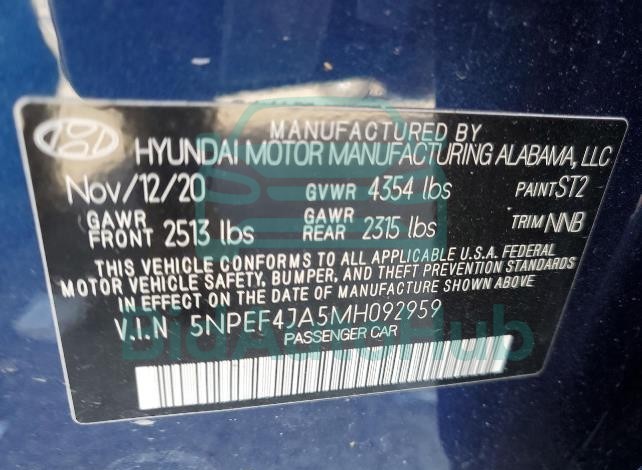 MANUFACTURED BY
HYUNDAI MOTOR MANUFACTURING ALABAMA, LLC
Nov/12/20 GVWR 4354 lbs PAINT ST2
GAWR FRONT 2513 lbs GAWR REAR 2315 lbs TRIM NNB
THIS VEHICLE CONFORMS TO ALL APPLICABLE U.S.A. FEDERAL
MOTOR VEHICLE SAFETY, BUMPER, AND THEFT PREVENTION STANDARDS
IN EFFECT ON THE DATE OF MANUFACTURE SHOWN ABOVE
V.I.N 5NPEF4JA5MH092959
PASSENGER CAR
BidAutoHub